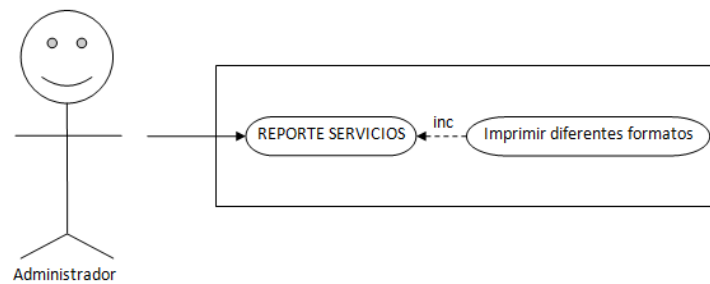 REPORTE SERVICIOS
inc
Imprimir diferentes formatos
Administrador